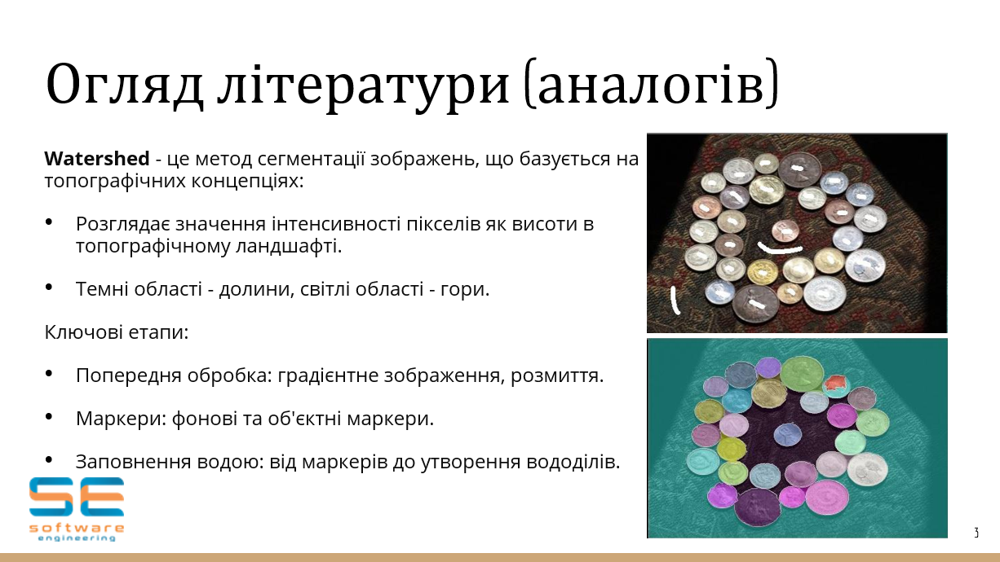 Огляд літератури (аналогів)
Watershed - це метод сегментації зображень, що базується на
топографічних концепціях:
• Розглядає значення інтенсивності пікселів як висоти в
топографічному ландшафті.
• Темні області - долини, світлі області - гори.
Ключові етапи:
• Попередня обробка: градієнтне зображення, розмиття.
• Маркери: фонові та об'єктні маркери.
• Заповнення водою: від маркерів до утворення вододілів.
SE
software
engineering
3